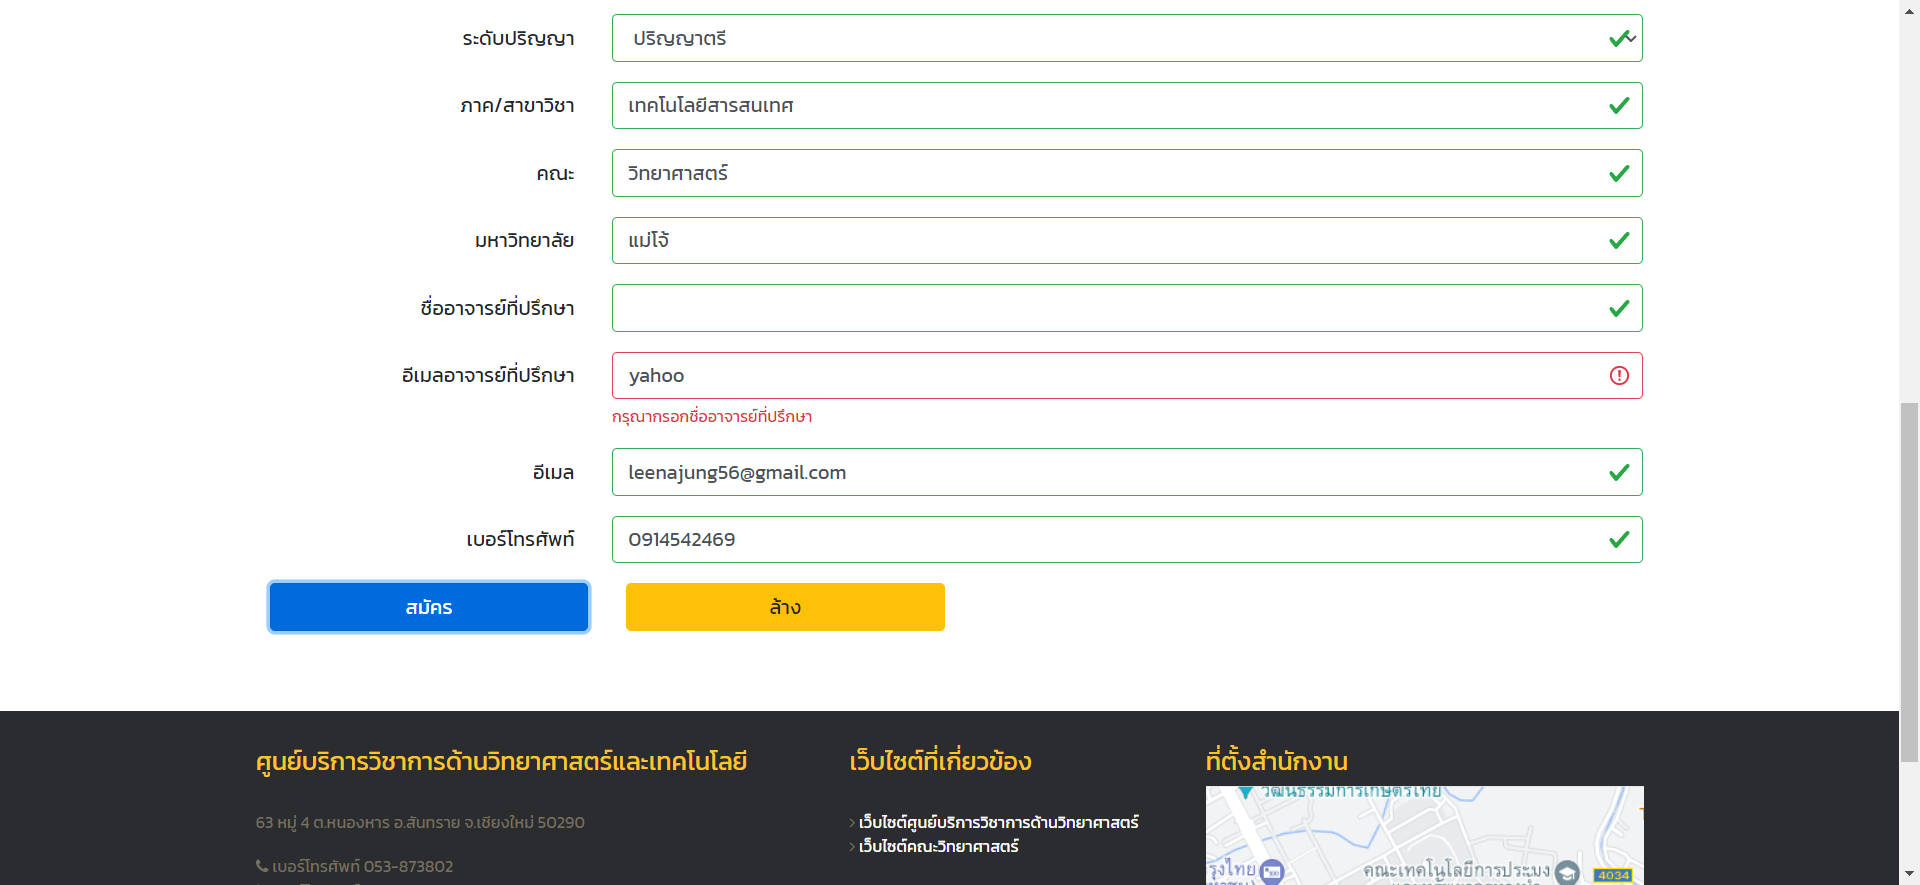 ระดับปริญญา ปริญญาตรี
ภาค/สาขาวิชา เทคโนโลยีสารสนเทศ
คณะ วิทยาศาสตร์
มหาวิทยาลัย แม่โจ้
ชื่ออาจารย์ที่ปรึกษา
อีเมลอาจารย์ที่ปรึกษา yahoo
กรุณากรอกชื่ออาจารย์ที่ปรึกษา
อีเมล leenajung56@gmail.com
เบอร์โทรศัพท์ 0914542469
สมัคร ล้าง
ศูนย์บริการวิชาการด้านวิทยาศาสตร์และเทคโนโลยี
63 หมู่ 4 ต.หนองหาร อ.สันทราย จ.เชียงใหม่ 50290
เบอร์โทรศัพท์ 053-873802
เว็บไซต์ที่เกี่ยวข้อง
เว็บไซต์ศูนย์บริการวิชาการด้านวิทยาศาสตร์
เว็บไซต์คณะวิทยาศาสตร์
ที่ตั้งสำนักงาน
วัฒนธรรมการเกษตรไทย
รุงไทย
คณะเทคโนโลยีการประมง
4034